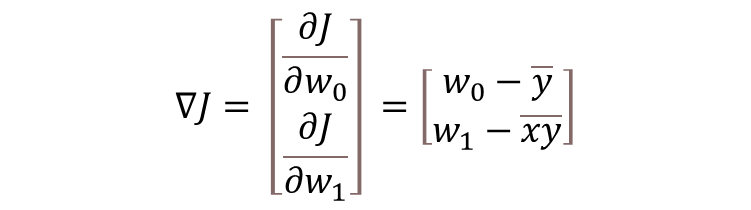 ∇J = [∂J/∂w₀ ∂J/∂w₁] = [w₀ − y̅ w₁ − x̅y̅]